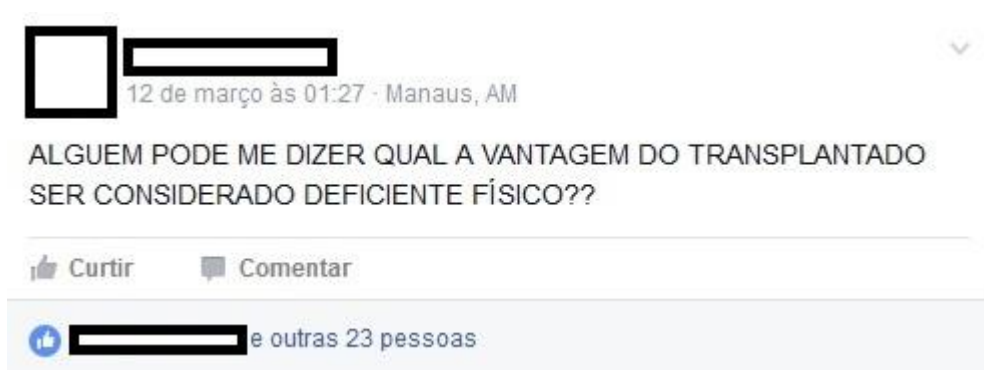 12 de março às 01:27 · Manaus, AM
ALGUEM PODE ME DIZER QUAL A VANTAGEM DO TRANSPLANTADO
SER CONSIDERADO DEFICIENTE FÍSICO??
Curtir Comentar
e outras 23 pessoas